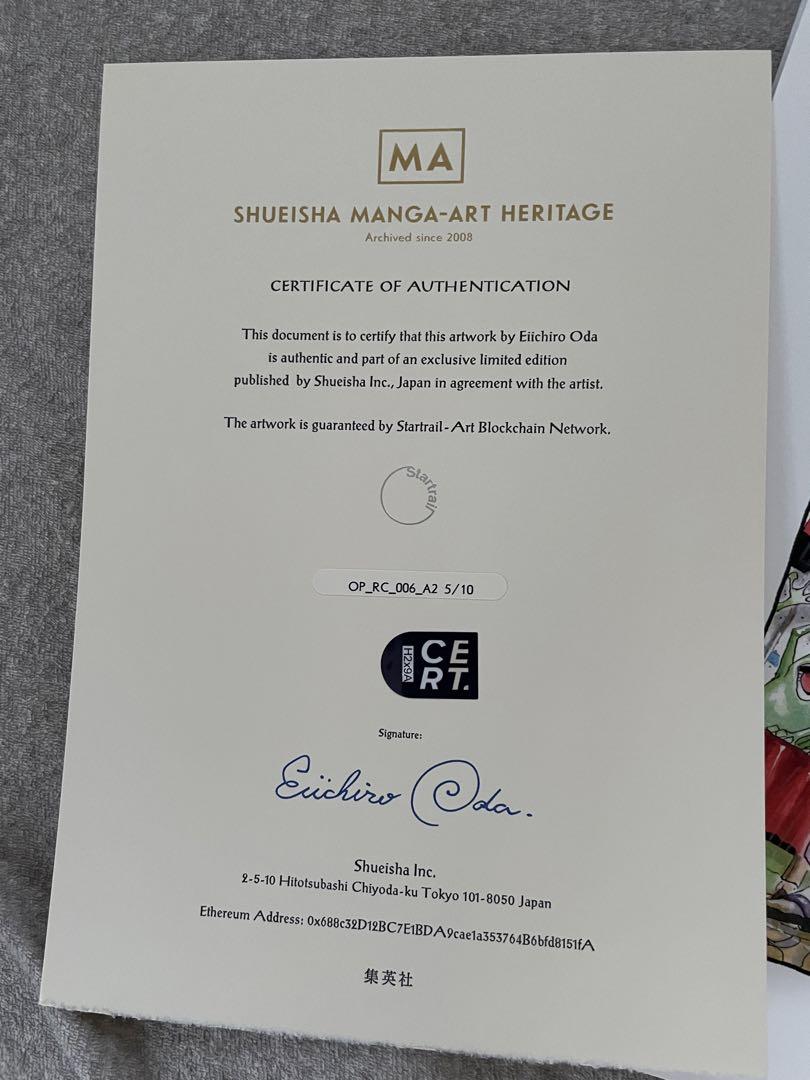 MA
SHUEISHA MANGA-ART HERITAGE
Archived since 2008
CERTIFICATE OF AUTHENTICATION
This document is to certify that this artwork by Eiichiro Oda
is authentic and part of an exclusive limited edition
published by Shueisha Inc., Japan in agreement with the artist.
The artwork is guaranteed by Startrail-Art Blockchain Network.
Startrail
OP_RC_006_A2 5/10
H2x9A
CE
RT.
Signature:
Eiichiro Oda.
Shueisha Inc.
2-5-10 Hitotsubashi Chiyoda-ku Tokyo 101-8050 Japan
Ethereum Address: 0x688c32D12BC7E1BDA9cae1a353764B6bfd8151fA
集英社